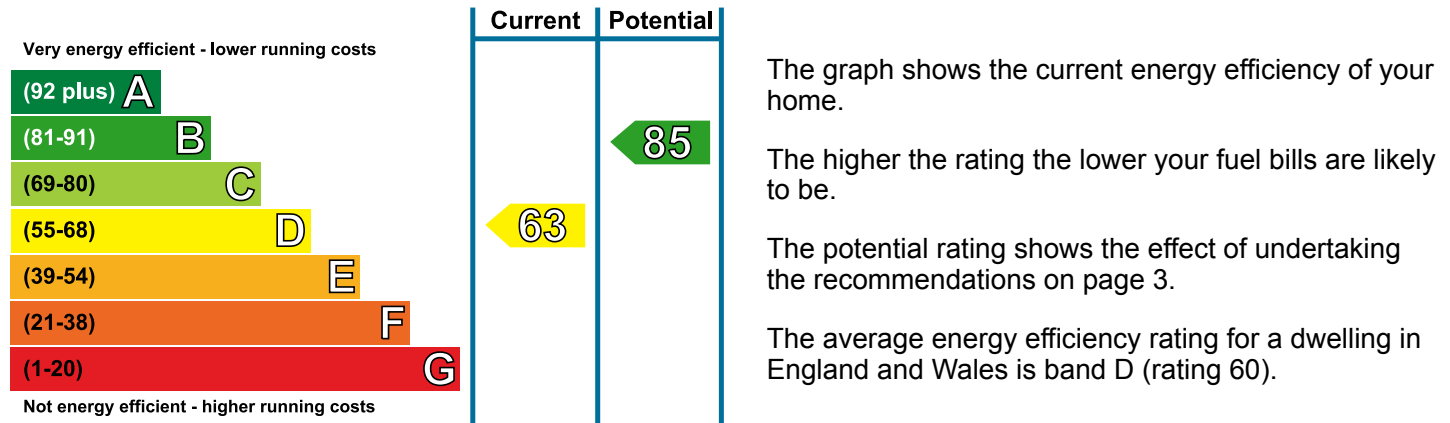 Current Potential
Very energy efficient - lower running costs
(92 plus) A
(81-91) B
85
(69-80) C
(55-68) D
63
(39-54) E
(21-38) F
(1-20) G
Not energy efficient - higher running costs
The graph shows the current energy efficiency of your
home.
The higher the rating the lower your fuel bills are likely
to be.
The potential rating shows the effect of undertaking
the recommendations on page 3.
The average energy efficiency rating for a dwelling in
England and Wales is band D (rating 60).